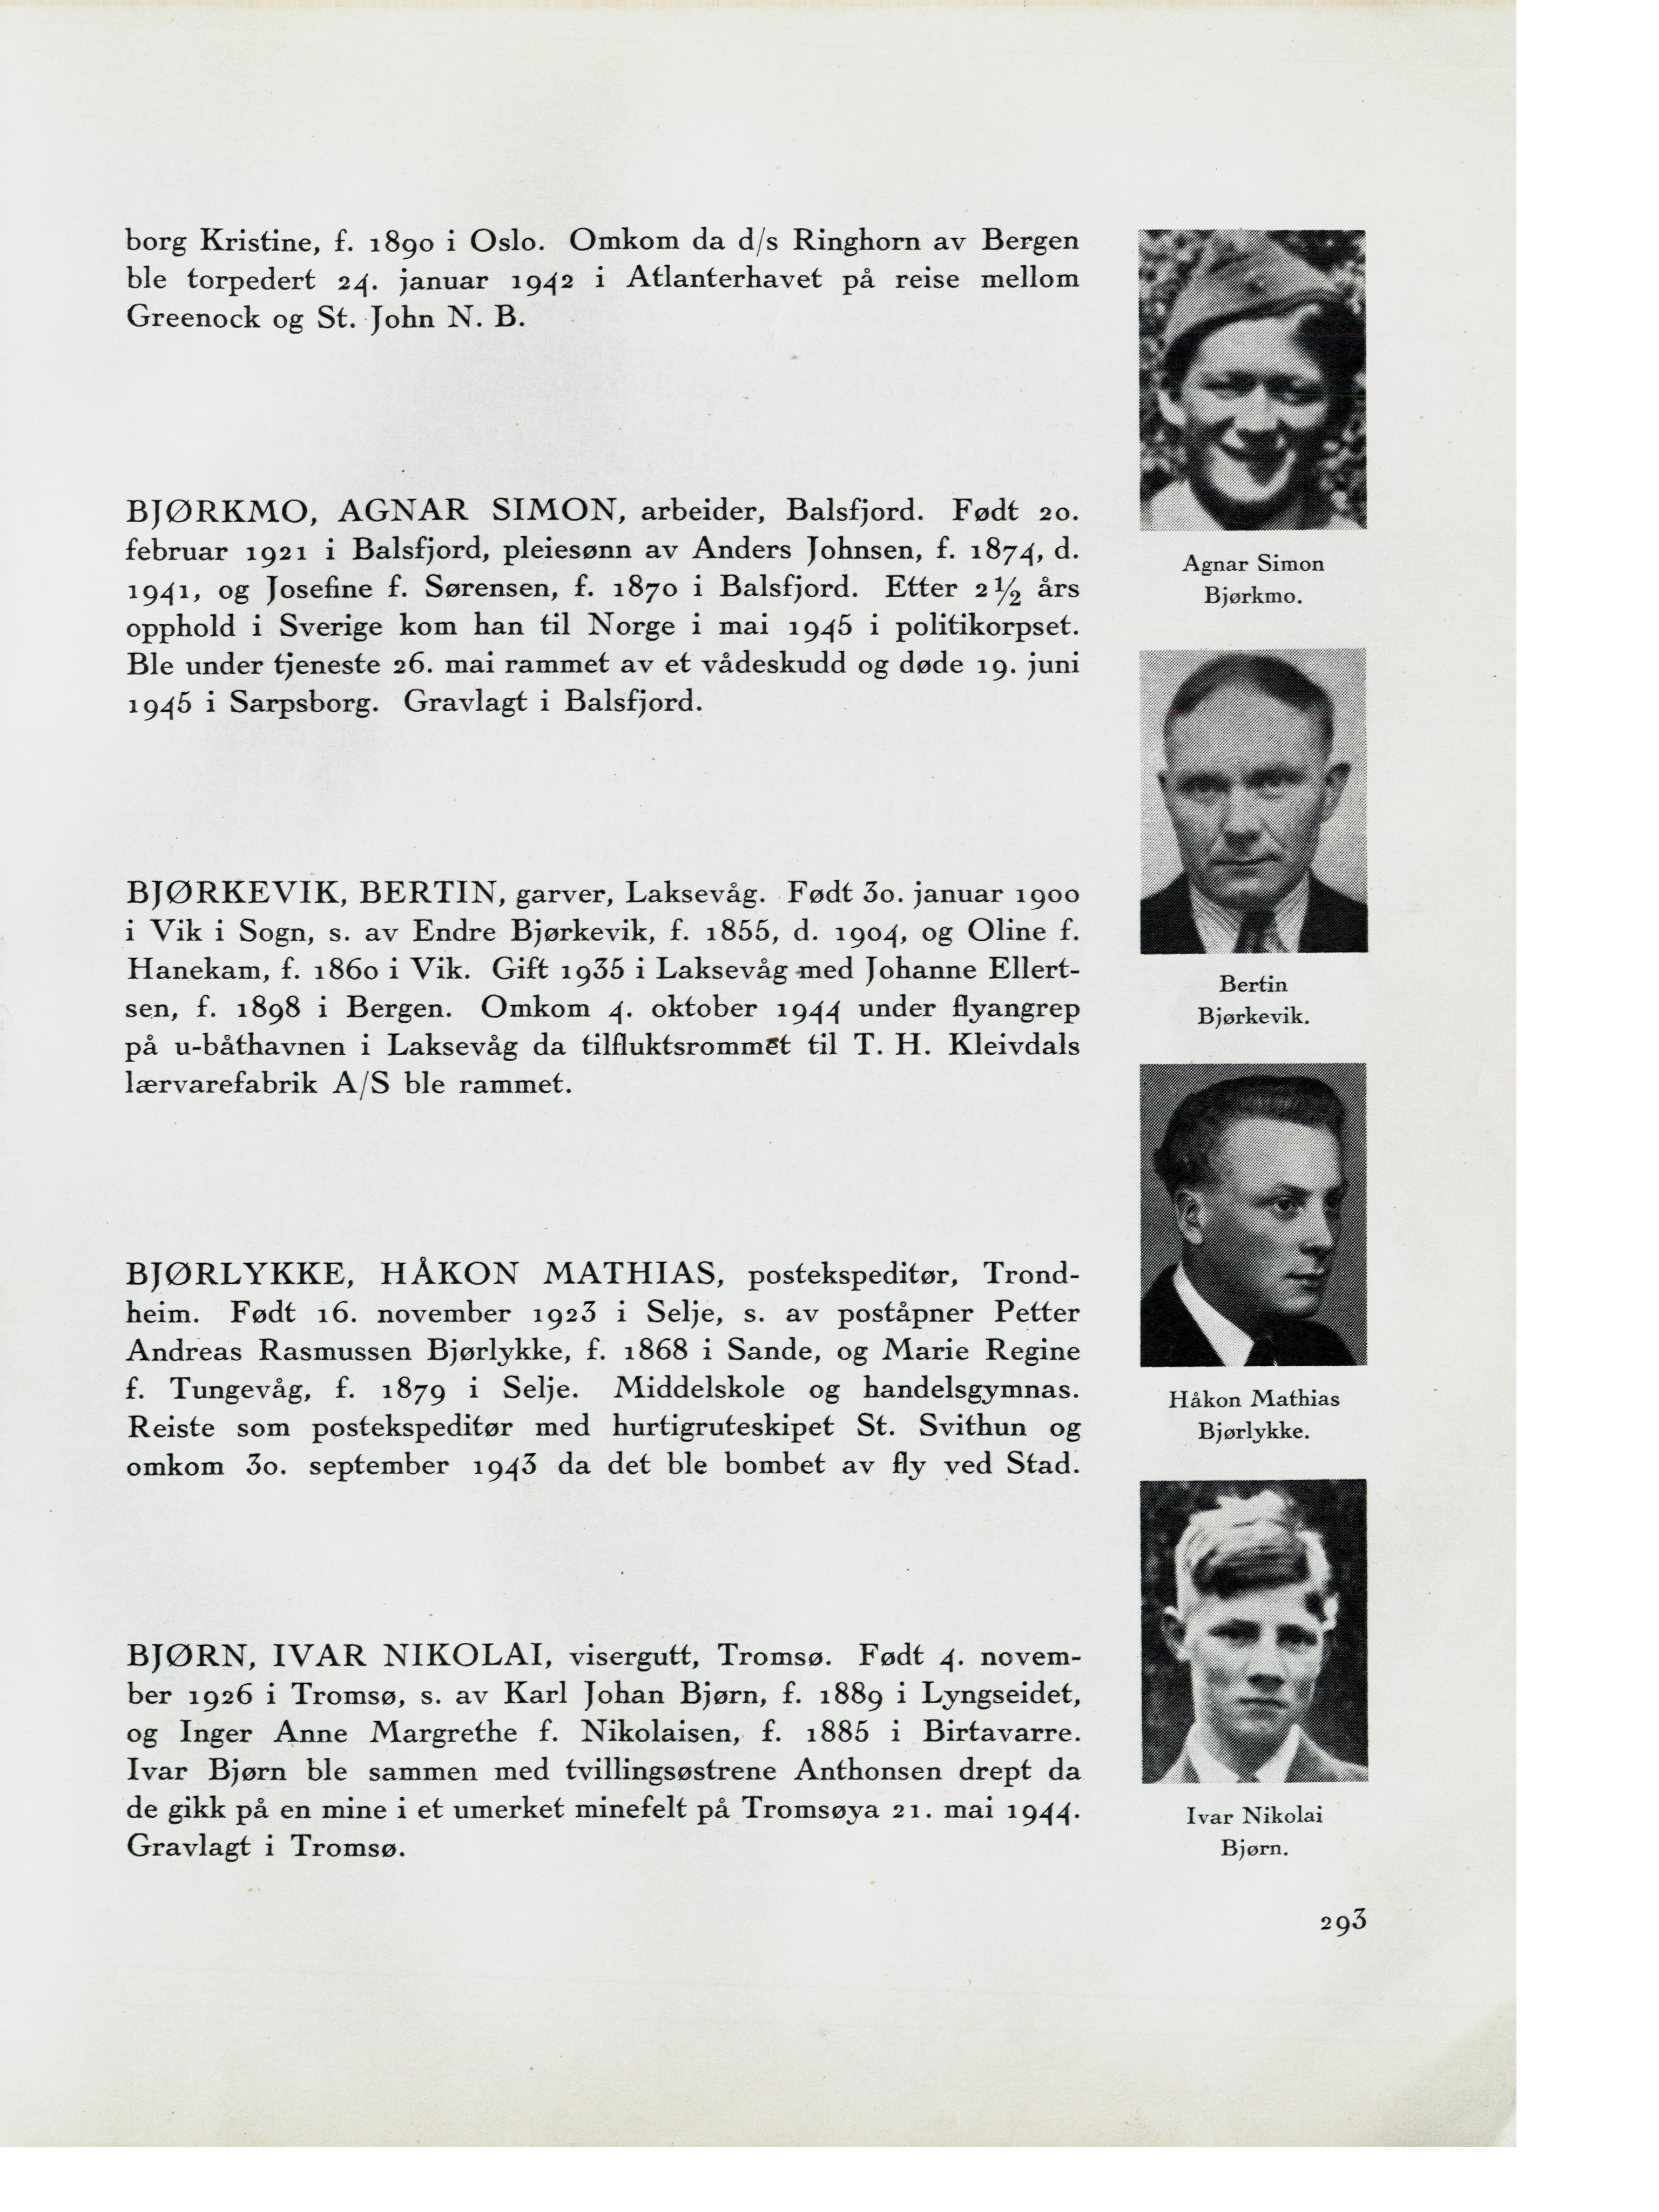 borg Kristine, f. 1890 i Oslo. Omkom da d/s Ringhorn av Bergen
ble torpedert 24. januar 1942 i Atlanterhavet på reise mellom
Greenock og St. John N. B.
BJØRKMO, AGNAR SIMON, arbeider, Balsfjord. Født 20.
februar 1921 i Balsfjord, pleiesønn av Anders Johnsen, f. 1874, d.
1941, og Josefine f. Sørensen, f. 1870 i Balsfjord. Etter 2½ års
opphold i Sverige kom han til Norge i mai 1945 i politikorpset.
Ble under tjeneste 26. mai rammet av et vådeskudd og døde 19. juni
1945 i Sarpsborg. Gravlagt i Balsfjord.
Agnar Simon
Bjørkmo.
BJØRKEVIK, BERTIN, garver, Laksevåg. Født 30. januar 1900
i Vik i Sogn, s. av Endre Bjørkevik, f. 1855, d. 1904, og Oline f.
Hanekam, f. 1860 i Vik. Gift 1935 i Laksevåg med Johanne Ellert-
sen, f. 1898 i Bergen. Omkom 4. oktober 1944 under flyangrep
på u-båthavnen i Laksevåg da tilfluktsrommet til T. H. Kleivdals
lærvarefabrik A/S ble rammet.
Bertin
Bjørkevik.
BJØRLYKKE, HÅKON MATHIAS, postekspeditør, Trond-
heim. Født 16. november 1923 i Selje, s. av poståpner Petter
Andreas Rasmussen Bjørlykke, f. 1868 i Sande, og Marie Regine
f. Tungevåg, f. 1879 i Selje. Middelskole og handelsgymnas.
Reiste som postekspeditør med hurtigruteskipet St. Svithun og
omkom 30. september 1943 da det ble bombet av fly ved Stad.
Håkon Mathias
Bjørlykke.
BJØRN, IVAR NIKOLAI, visergutt, Tromsø. Født 4. novem-
ber 1926 i Tromsø, s. av Karl Johan Bjørn, f. 1889 i Lyngseidet,
og Inger Anne Margrethe f. Nikolaisen, f. 1885 i Birtavarre.
Ivar Bjørn ble sammen med tvillingsøstrene Anthonsen drept da
de gikk på en mine i et umerket minefelt på Tromsøya 21. mai 1944.
Gravlagt i Tromsø.
Ivar Nikolai
Bjørn.
293